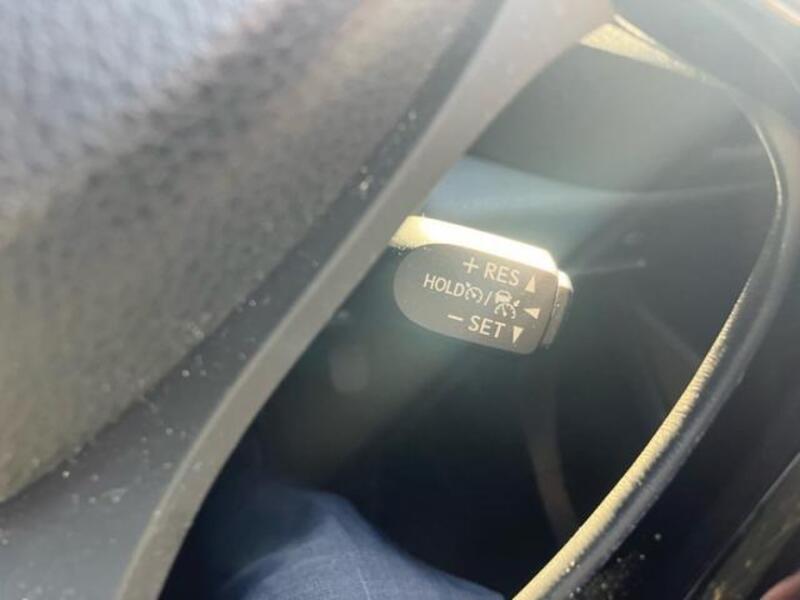 + RES
HOLD /
- SET